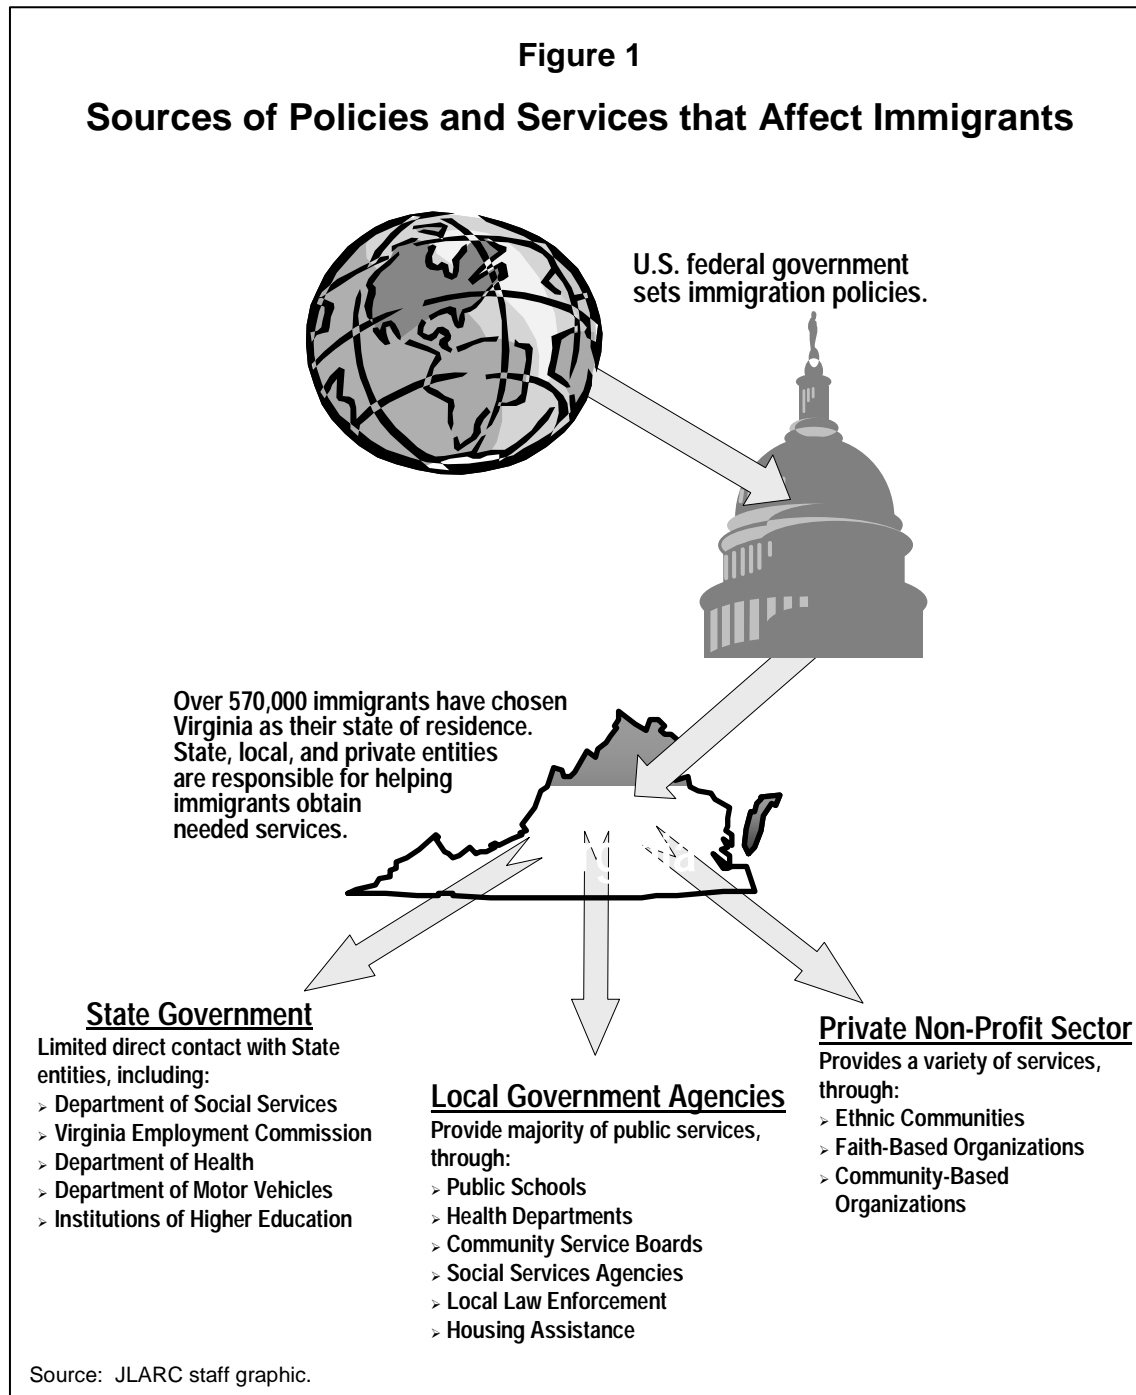 Figure 1
Sources of Policies and Services that Affect Immigrants
U.S. federal government
sets immigration policies.
Over 570,000 immigrants have chosen
Virginia as their state of residence.
State, local, and private entities
are responsible for helping
immigrants obtain
needed services.
State Government
Limited direct contact with State
entities, including:
➢ Department of Social Services
➢ Virginia Employment Commission
➢ Department of Health
➢ Department of Motor Vehicles
➢ Institutions of Higher Education
Local Government Agencies
Provide majority of public services,
through:
➢ Public Schools
➢ Health Departments
➢ Community Service Boards
➢ Social Services Agencies
➢ Local Law Enforcement
➢ Housing Assistance
Private Non-Profit Sector
Provides a variety of services,
through:
➢ Ethnic Communities
➢ Faith-Based Organizations
➢ Community-Based
Organizations
Source: JLARC staff graphic.